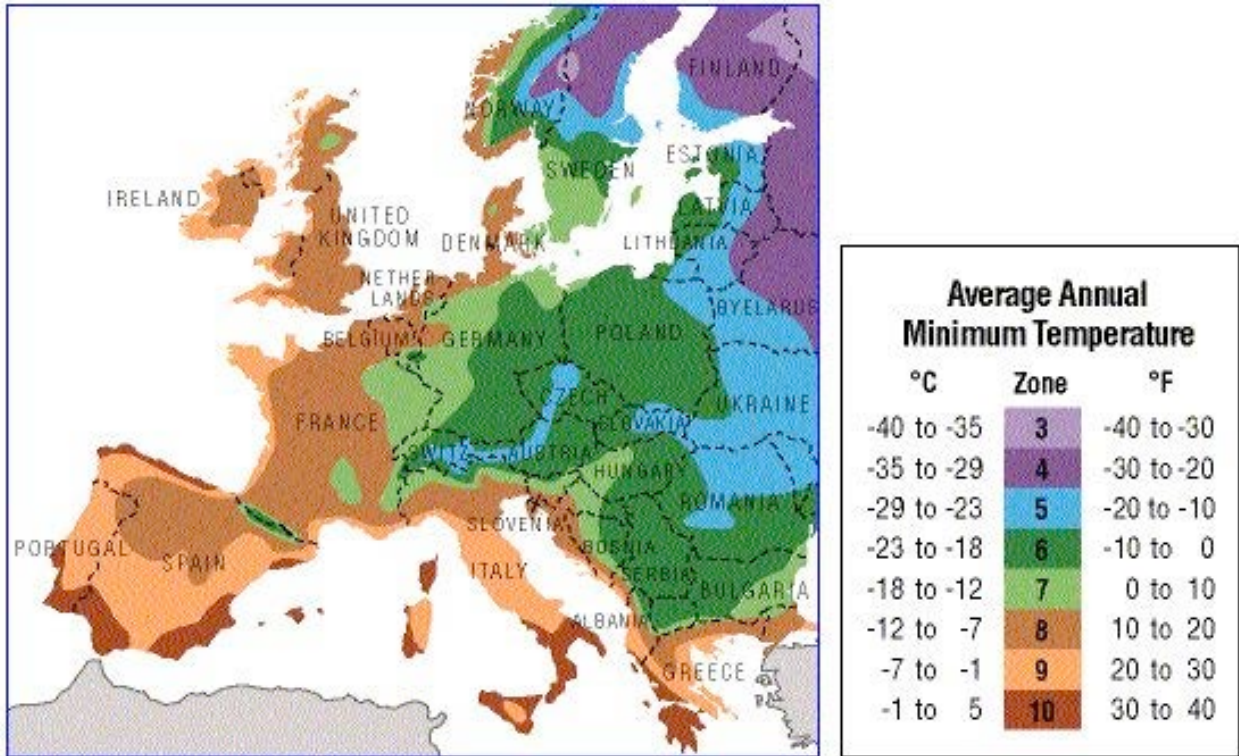 FINLAND
NORWAY
SWEDEN
ESTONIA
IRELAND
LATVIA
UNITED
KINGDOM
DENMARK
LITHUANIA
NETHER-
LANDS
BYELARUS
BELGIUM
GERMANY
POLAND
CZECH
UKRAINE
FRANCE
SLOVAKIA
SWITZ
AUSTRIA
HUNGARY
ROMANIA
SLOVENIA
PORTUGAL
SPAIN
BOSNIA
ITALY
SERBIA
BULGARIA
ALBANIA
GREECE
Average Annual
Minimum Temperature
°C Zone °F
-40 to -35 3 -40 to -30
-35 to -29 4 -30 to -20
-29 to -23 5 -20 to -10
-23 to -18 6 -10 to 0
-18 to -12 7 0 to 10
-12 to -7 8 10 to 20
-7 to -1 9 20 to 30
-1 to 5 10 30 to 40